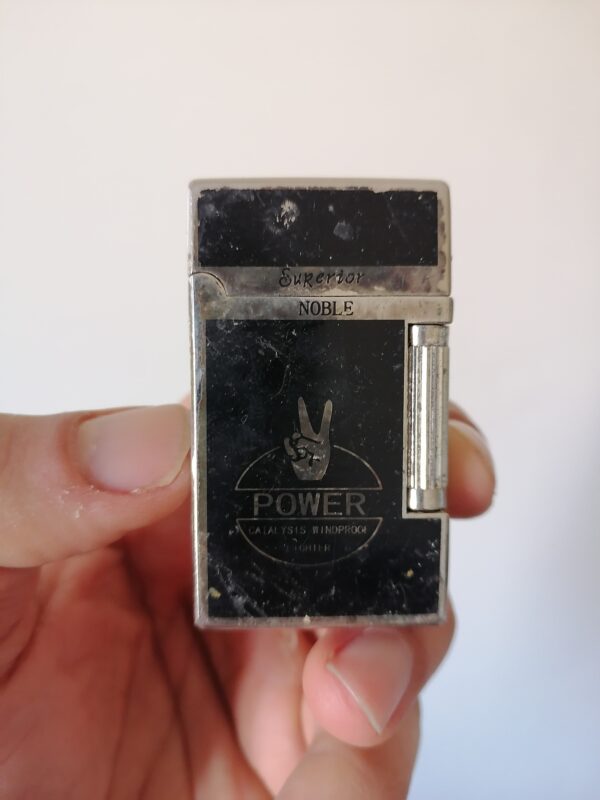 Superior
NOBLE
POWER
CATALYSIS WINDPROOF
LIGHTER